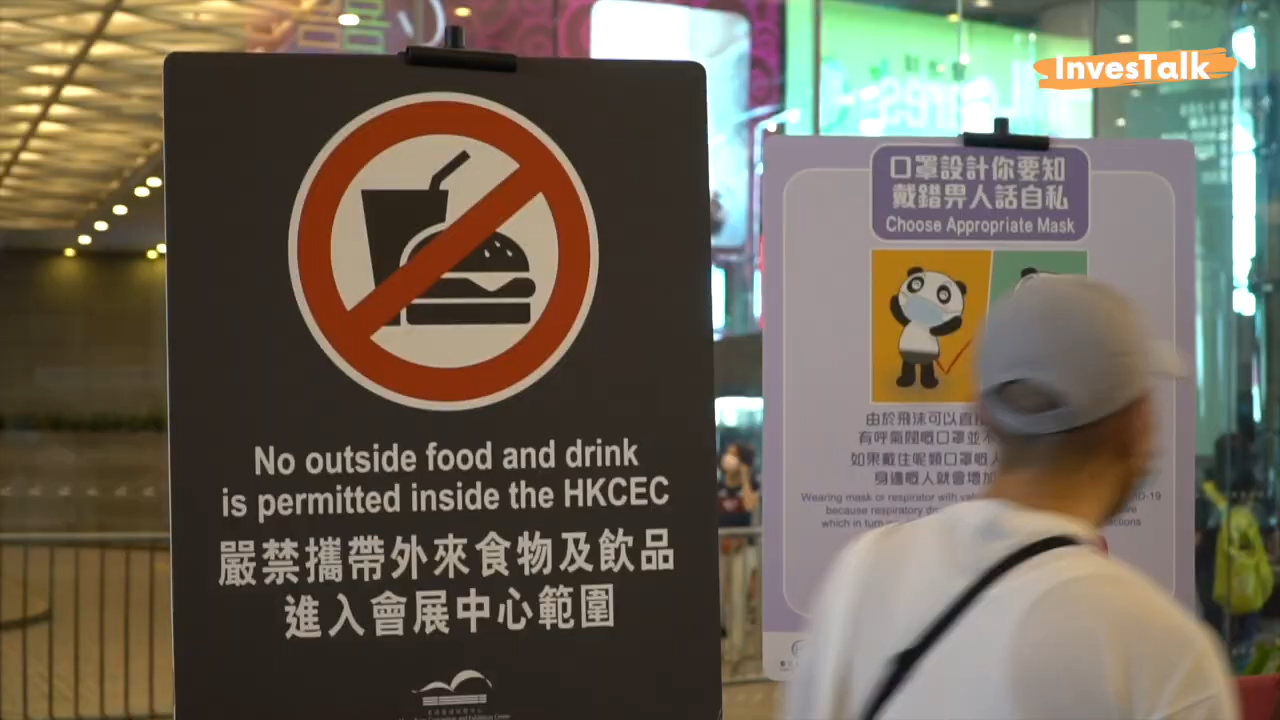 InvesTalk
No outside food and drink
is permitted inside the HKCEC
嚴禁攜帶外來食物及飲品
進入會展中心範圍
口罩設計你要知
戴錯畀人話自私
Choose Appropriate Mask
由於飛沫可以直
有呼氣閥嘅口罩並
如果戴住呢類口罩嘅人
身邊嘅人就會增加
Wearing mask or respirator with
because respiratory
which in turn